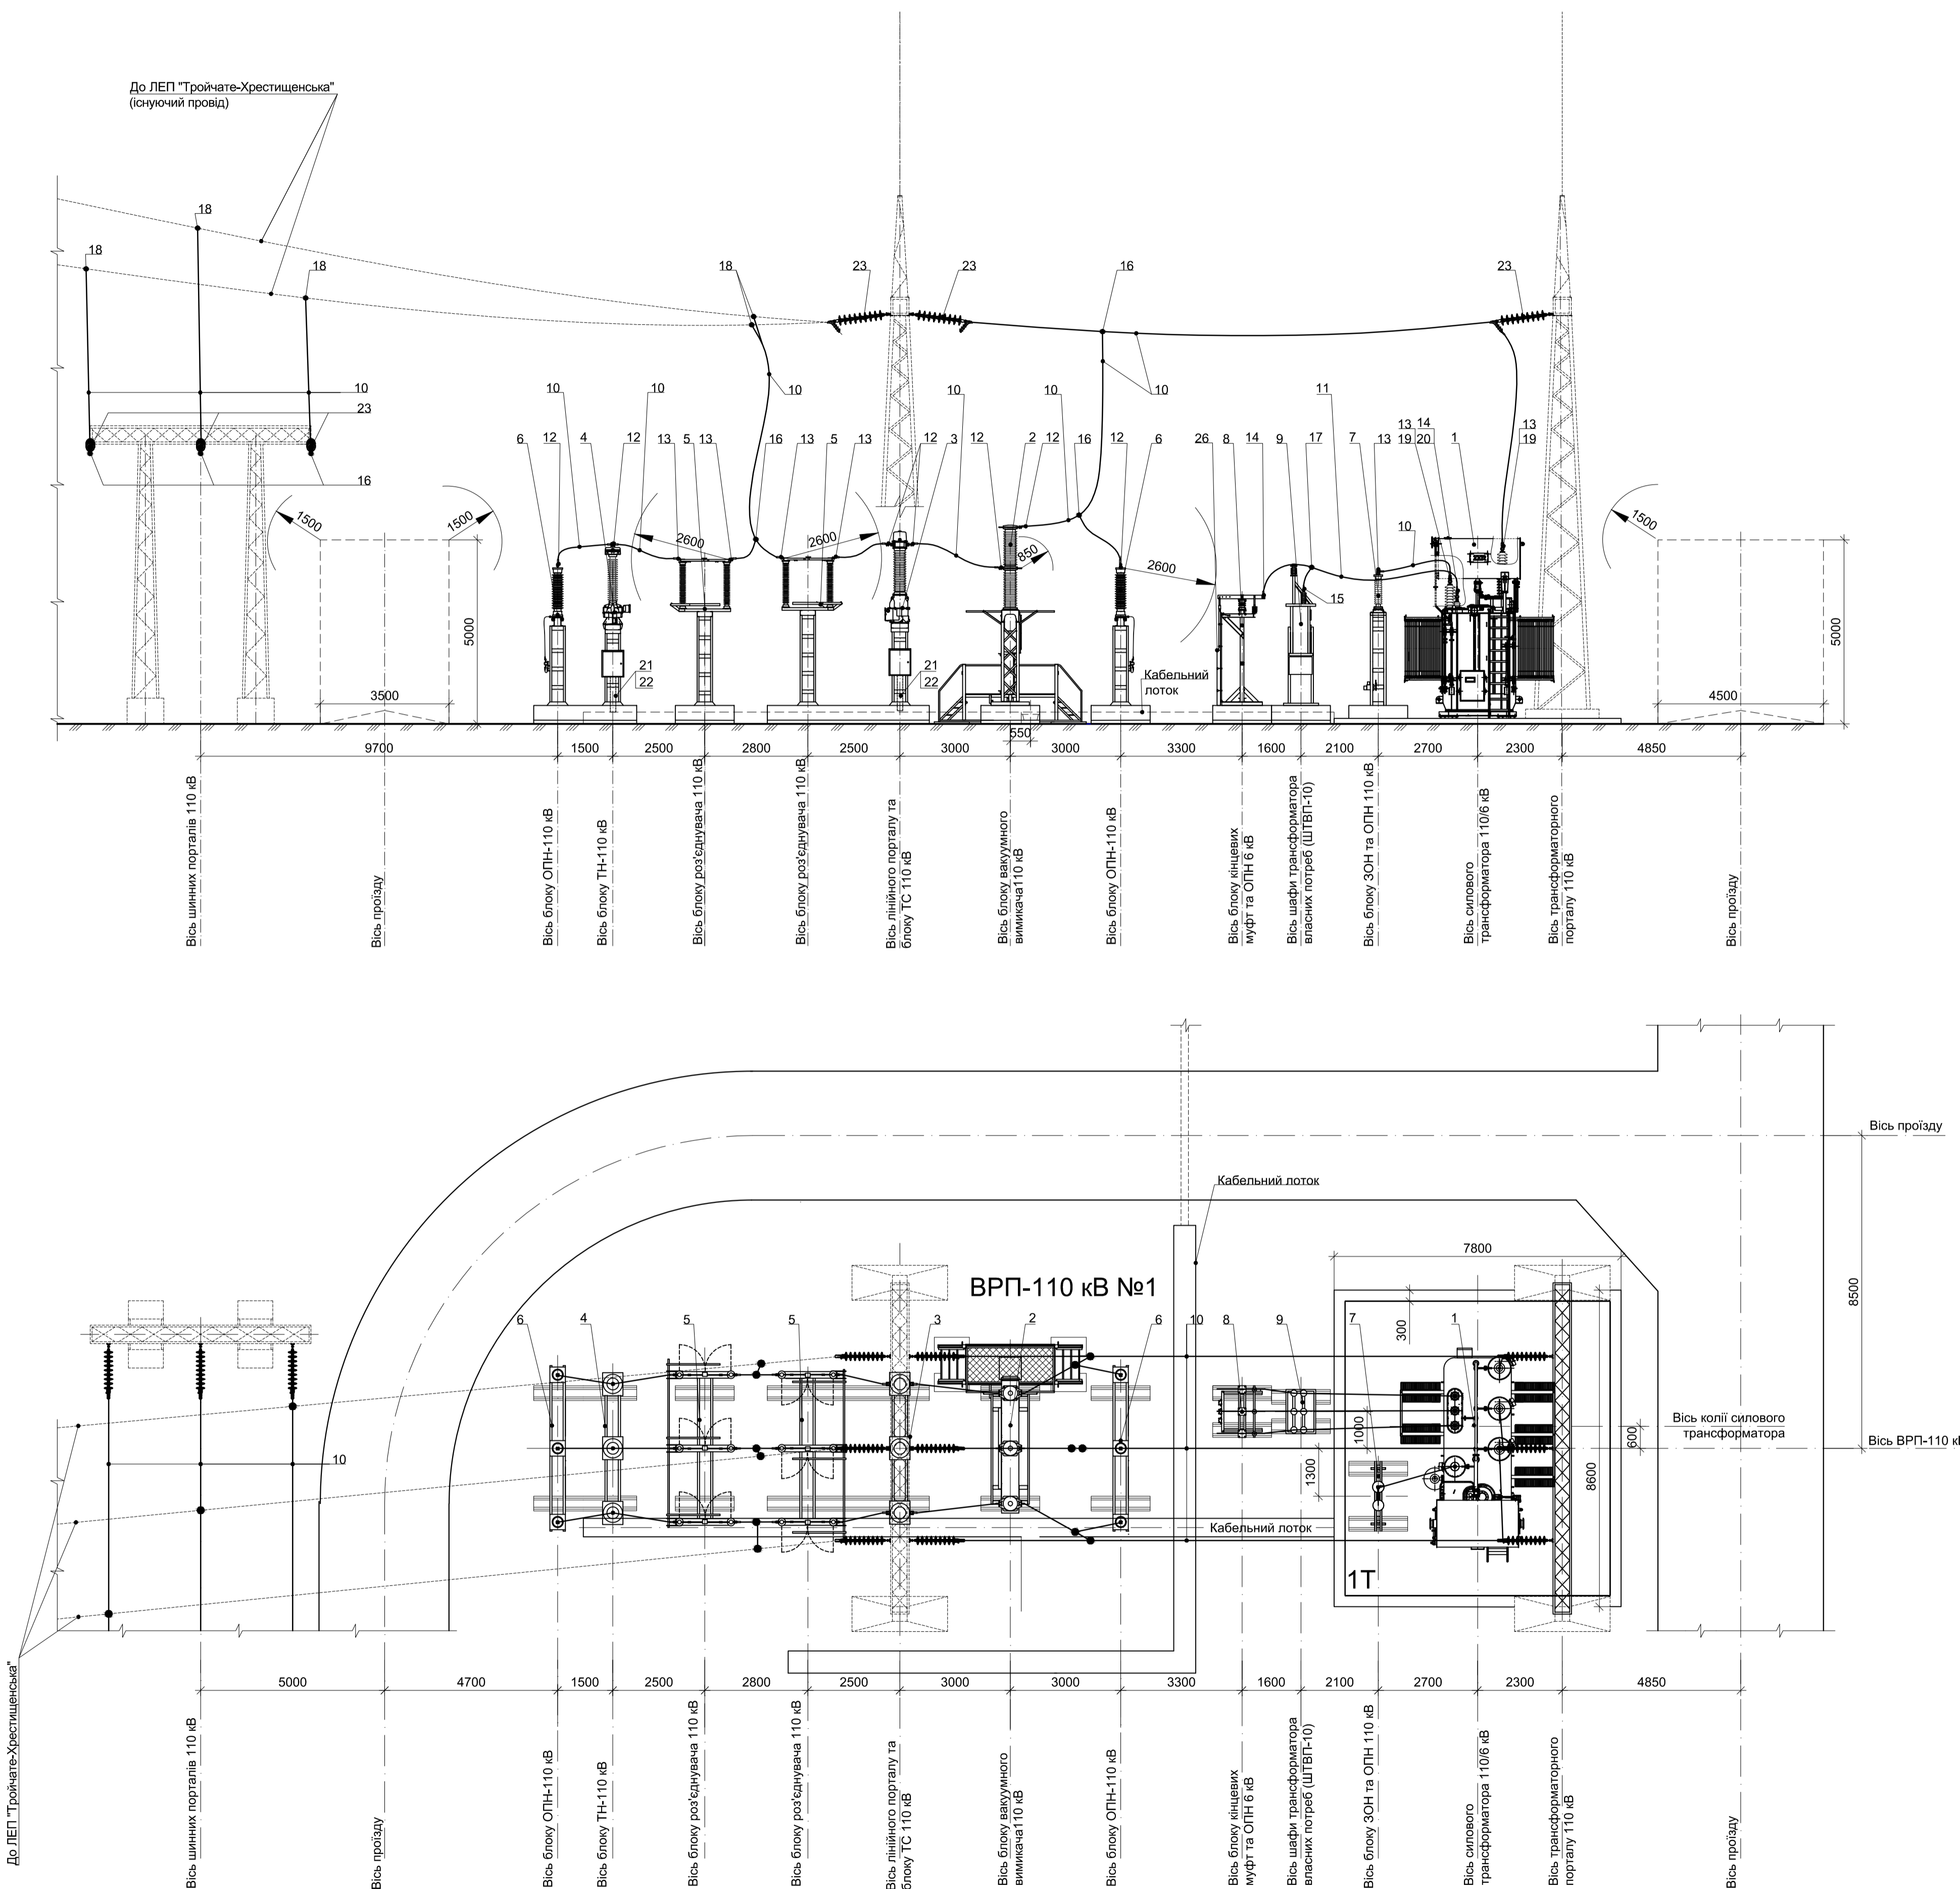 До ЛЕП "Тройчате-Хрестищенська"
(існуючий провід)
18
18
18
18
23
23
16
23
10
23
16
10
10
6
12
10
4
10
12
13
5
13
16
13
5
13
12
3
10
12
2
10
12
16
12
6
26
8
14
9
11
17
7
13
13 14
19 20
1
13
19
10
15
1500
1500
2600
2600
850
2600
1500
5000
5000
3500
4500
21
22
21
22
Кабельний
лоток
550
9700
1500
2500
2800
2500
3000
3000
3300
1600
2100
2700
2300
4850
Вісь шинних порталів 110 кВ
Вісь проїзду
Вісь блоку ОПН-110 кВ
Вісь блоку ТН-110 кВ
Вісь блоку роз'єднувача 110 кВ
Вісь блоку роз'єднувача 110 кВ
Вісь лінійного порталу та
блоку ТС 110 кВ
Вісь блоку вакуумного
вимикача110 кВ
Вісь блоку ОПН-110 кВ
Вісь блоку кінцевих
муфт та ОПН 6 кВ
Вісь шафи трансформатора
власних потреб (ШТВП-10)
Вісь блоку ЗОН та ОПН 110 кВ
Вісь силового
трансформатора 110/6 кВ
Вісь трансформаторного
порталу 110 кВ
Вісь проїзду
Вісь проїзду
Кабельний лоток
7800
8500
ВРП-110 кВ №1
300
6
4
5
5
3
2
6
10
8
9
7
1
Вісь колії силового
трансформатора
600
Вісь ВРП-110 кВ
1000
1300
8600
10
Кабельний лоток
1Т
До ЛЕП "Тройчате-Хрестищенська"
5000
4700
1500
2500
2800
2500
3000
3000
3300
1600
2100
2700
2300
4850
Вісь шинних порталів 110 кВ
Вісь проїзду
Вісь блоку ОПН-110 кВ
Вісь блоку ТН-110 кВ
Вісь блоку роз'єднувача 110 кВ
Вісь блоку роз'єднувача 110 кВ
Вісь лінійного порталу та
блоку ТС 110 кВ
Вісь блоку вакуумного
вимикача110 кВ
Вісь блоку ОПН-110 кВ
Вісь блоку кінцевих
муфт та ОПН 6 кВ
Вісь шафи трансформатора
власних потреб (ШТВП-10)
Вісь блоку ЗОН та ОПН 110 кВ
Вісь силового
трансформатора 110/6 кВ
Вісь трансформаторного
порталу 110 кВ
Вісь проїзду